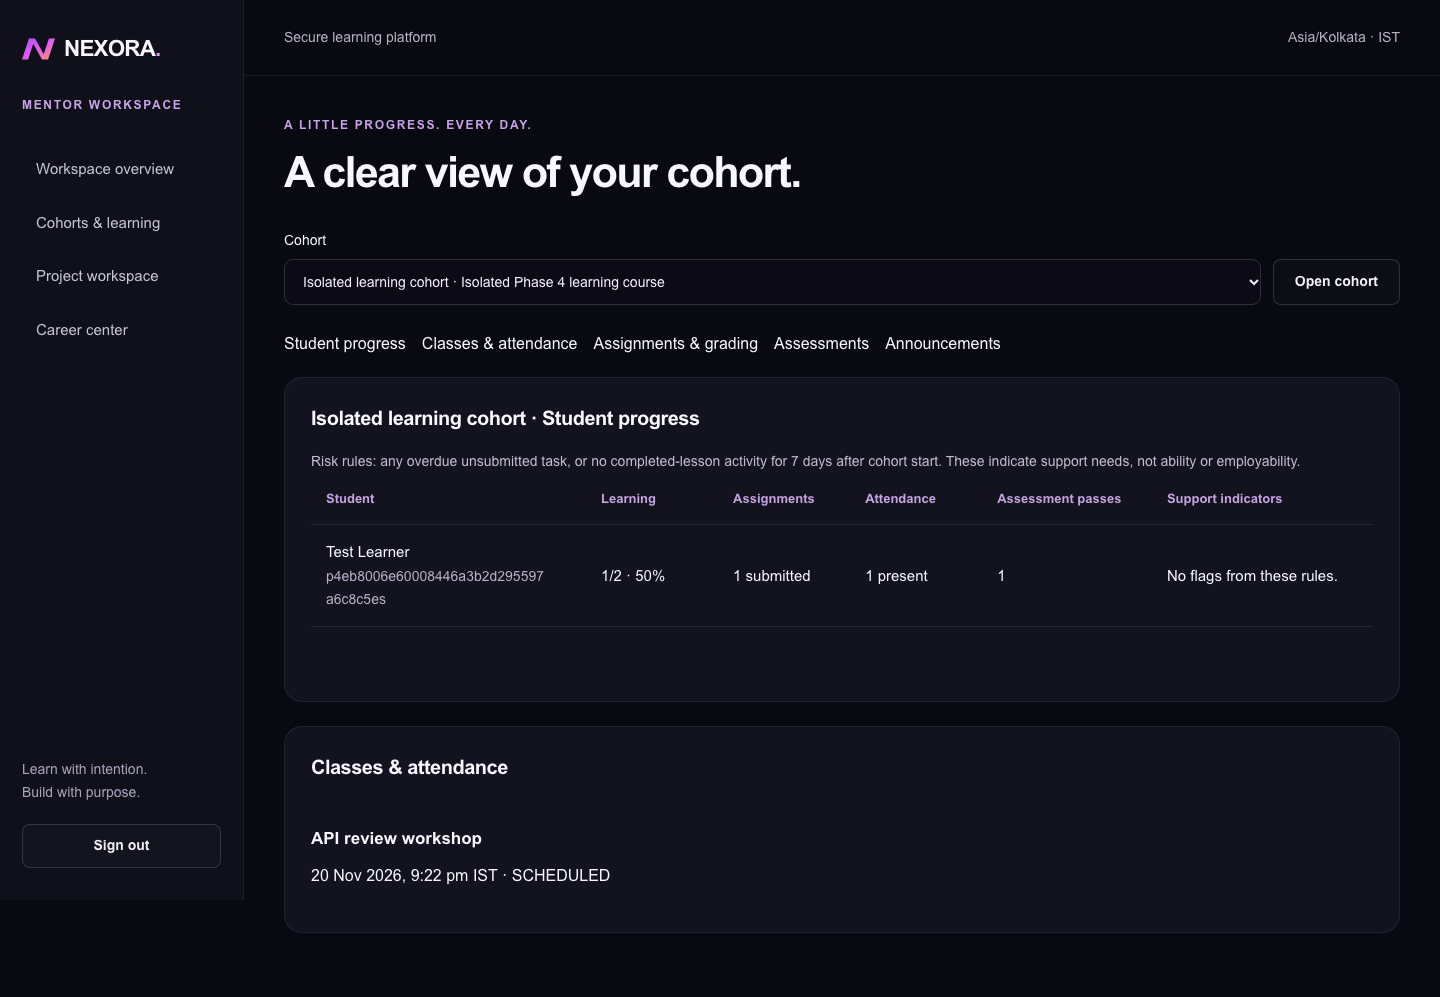 NEXORA.
MENTOR WORKSPACE
Workspace overview
Cohorts & learning
Project workspace
Career center
Learn with intention.
Build with purpose.
Sign out
Secure learning platform
Asia/Kolkata · IST
A LITTLE PROGRESS. EVERY DAY.
A clear view of your cohort.
Cohort
Isolated learning cohort · Isolated Phase 4 learning course
Open cohort
Student progress Classes & attendance Assignments & grading Assessments Announcements
Isolated learning cohort · Student progress
Risk rules: any overdue unsubmitted task, or no completed-lesson activity for 7 days after cohort start. These indicate support needs, not ability or employability.
Student Learning Assignments Attendance Assessment passes Support indicators
Test Learner
p4eb8006e60008446a3b2d295597
a6c8c5es
1/2 · 50% 1 submitted 1 present 1 No flags from these rules.
Classes & attendance
API review workshop
20 Nov 2026, 9:22 pm IST · SCHEDULED